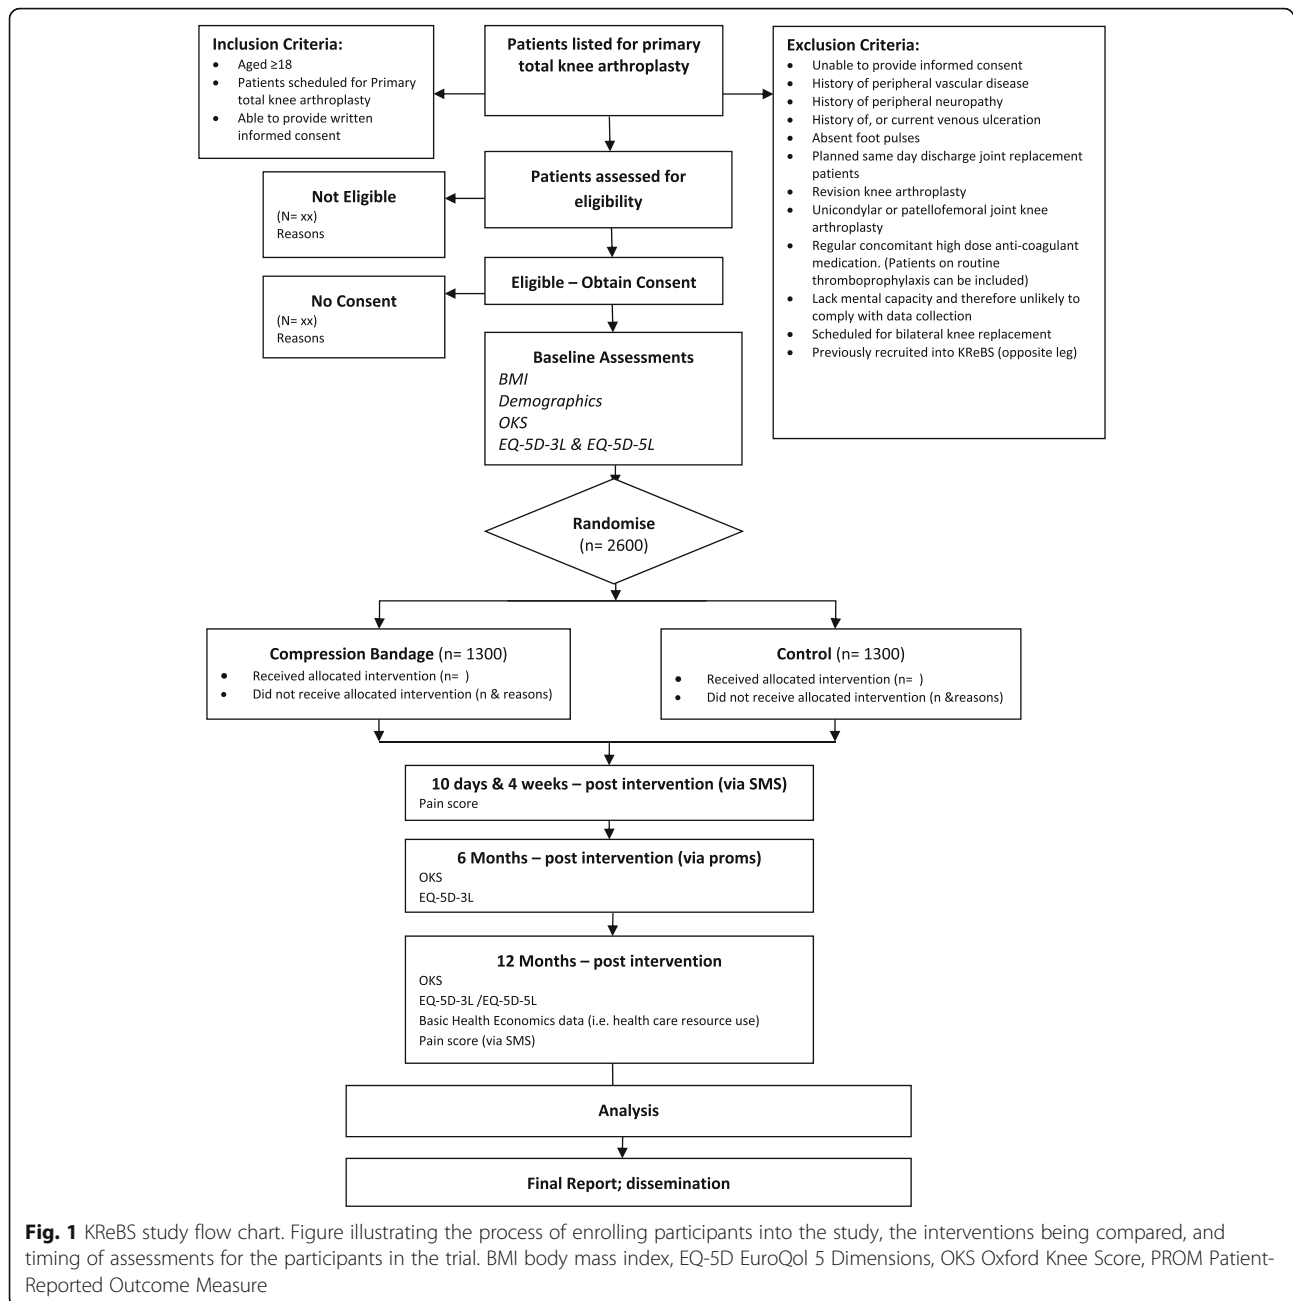 Inclusion Criteria:
• Aged ≥18
• Patients scheduled for Primary
total knee arthroplasty
• Able to provide written
informed consent
Patients listed for primary
total knee arthroplasty
Exclusion Criteria:
• Unable to provide informed consent
• History of peripheral vascular disease
• History of peripheral neuropathy
• History of, or current venous ulceration
• Absent foot pulses
• Planned same day discharge joint replacement
patients
• Revision knee arthroplasty
• Unicondylar or patellofemoral joint knee
arthroplasty
• Regular concomitant high dose anti-coagulant
medication. (Patients on routine
thromboprophylaxis can be included)
• Lack mental capacity and therefore unlikely to
comply with data collection
• Scheduled for bilateral knee replacement
• Previously recruited into KReBS (opposite leg)
Patients assessed for
eligibility
Not Eligible
(N= xx)
Reasons
Eligible – Obtain Consent
No Consent
(N= xx)
Reasons
Baseline Assessments
BMI
Demographics
OKS
EQ-5D-3L & EQ-5D-5L
Randomise
(n= 2600)
Compression Bandage (n= 1300)
• Received allocated intervention (n= )
• Did not receive allocated intervention (n & reasons)
Control (n= 1300)
• Received allocated intervention (n= )
• Did not receive allocated intervention (n &reasons)
10 days & 4 weeks – post intervention (via SMS)
Pain score
6 Months – post intervention (via proms)
OKS
EQ-5D-3L
12 Months – post intervention
OKS
EQ-5D-3L /EQ-5D-5L
Basic Health Economics data (i.e. health care resource use)
Pain score (via SMS)
Analysis
Final Report; dissemination
Fig. 1 KReBS study flow chart. Figure illustrating the process of enrolling participants into the study, the interventions being compared, and
timing of assessments for the participants in the trial. BMI body mass index, EQ-5D EuroQol 5 Dimensions, OKS Oxford Knee Score, PROM Patient-
Reported Outcome Measure